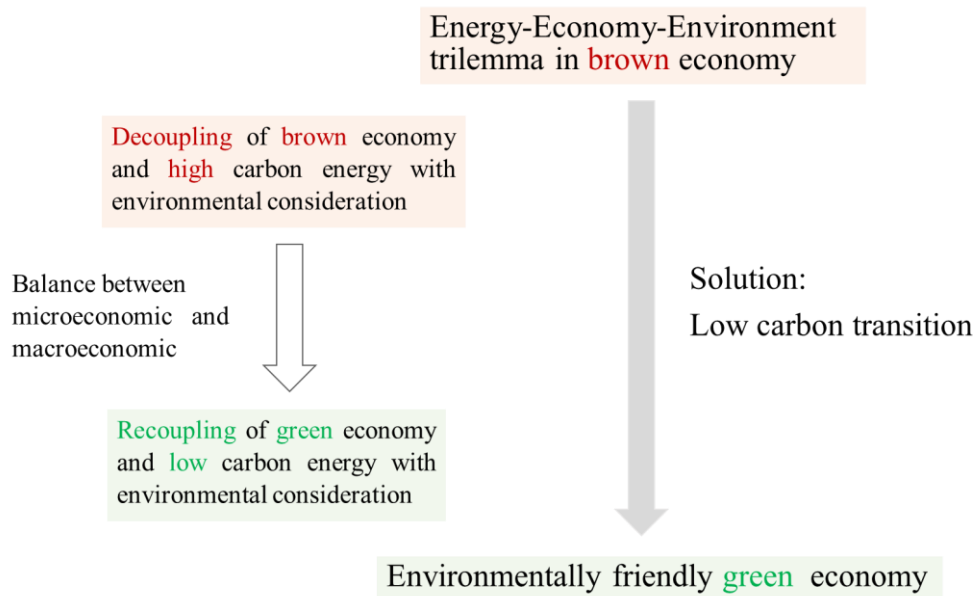 Energy-Economy-Environment
trilemma in brown economy
Decoupling of brown economy
and high carbon energy with
environmental consideration
Balance between
microeconomic and
macroeconomic
Solution:
Low carbon transition
Recoupling of green economy
and low carbon energy with
environmental consideration
Environmentally friendly green economy